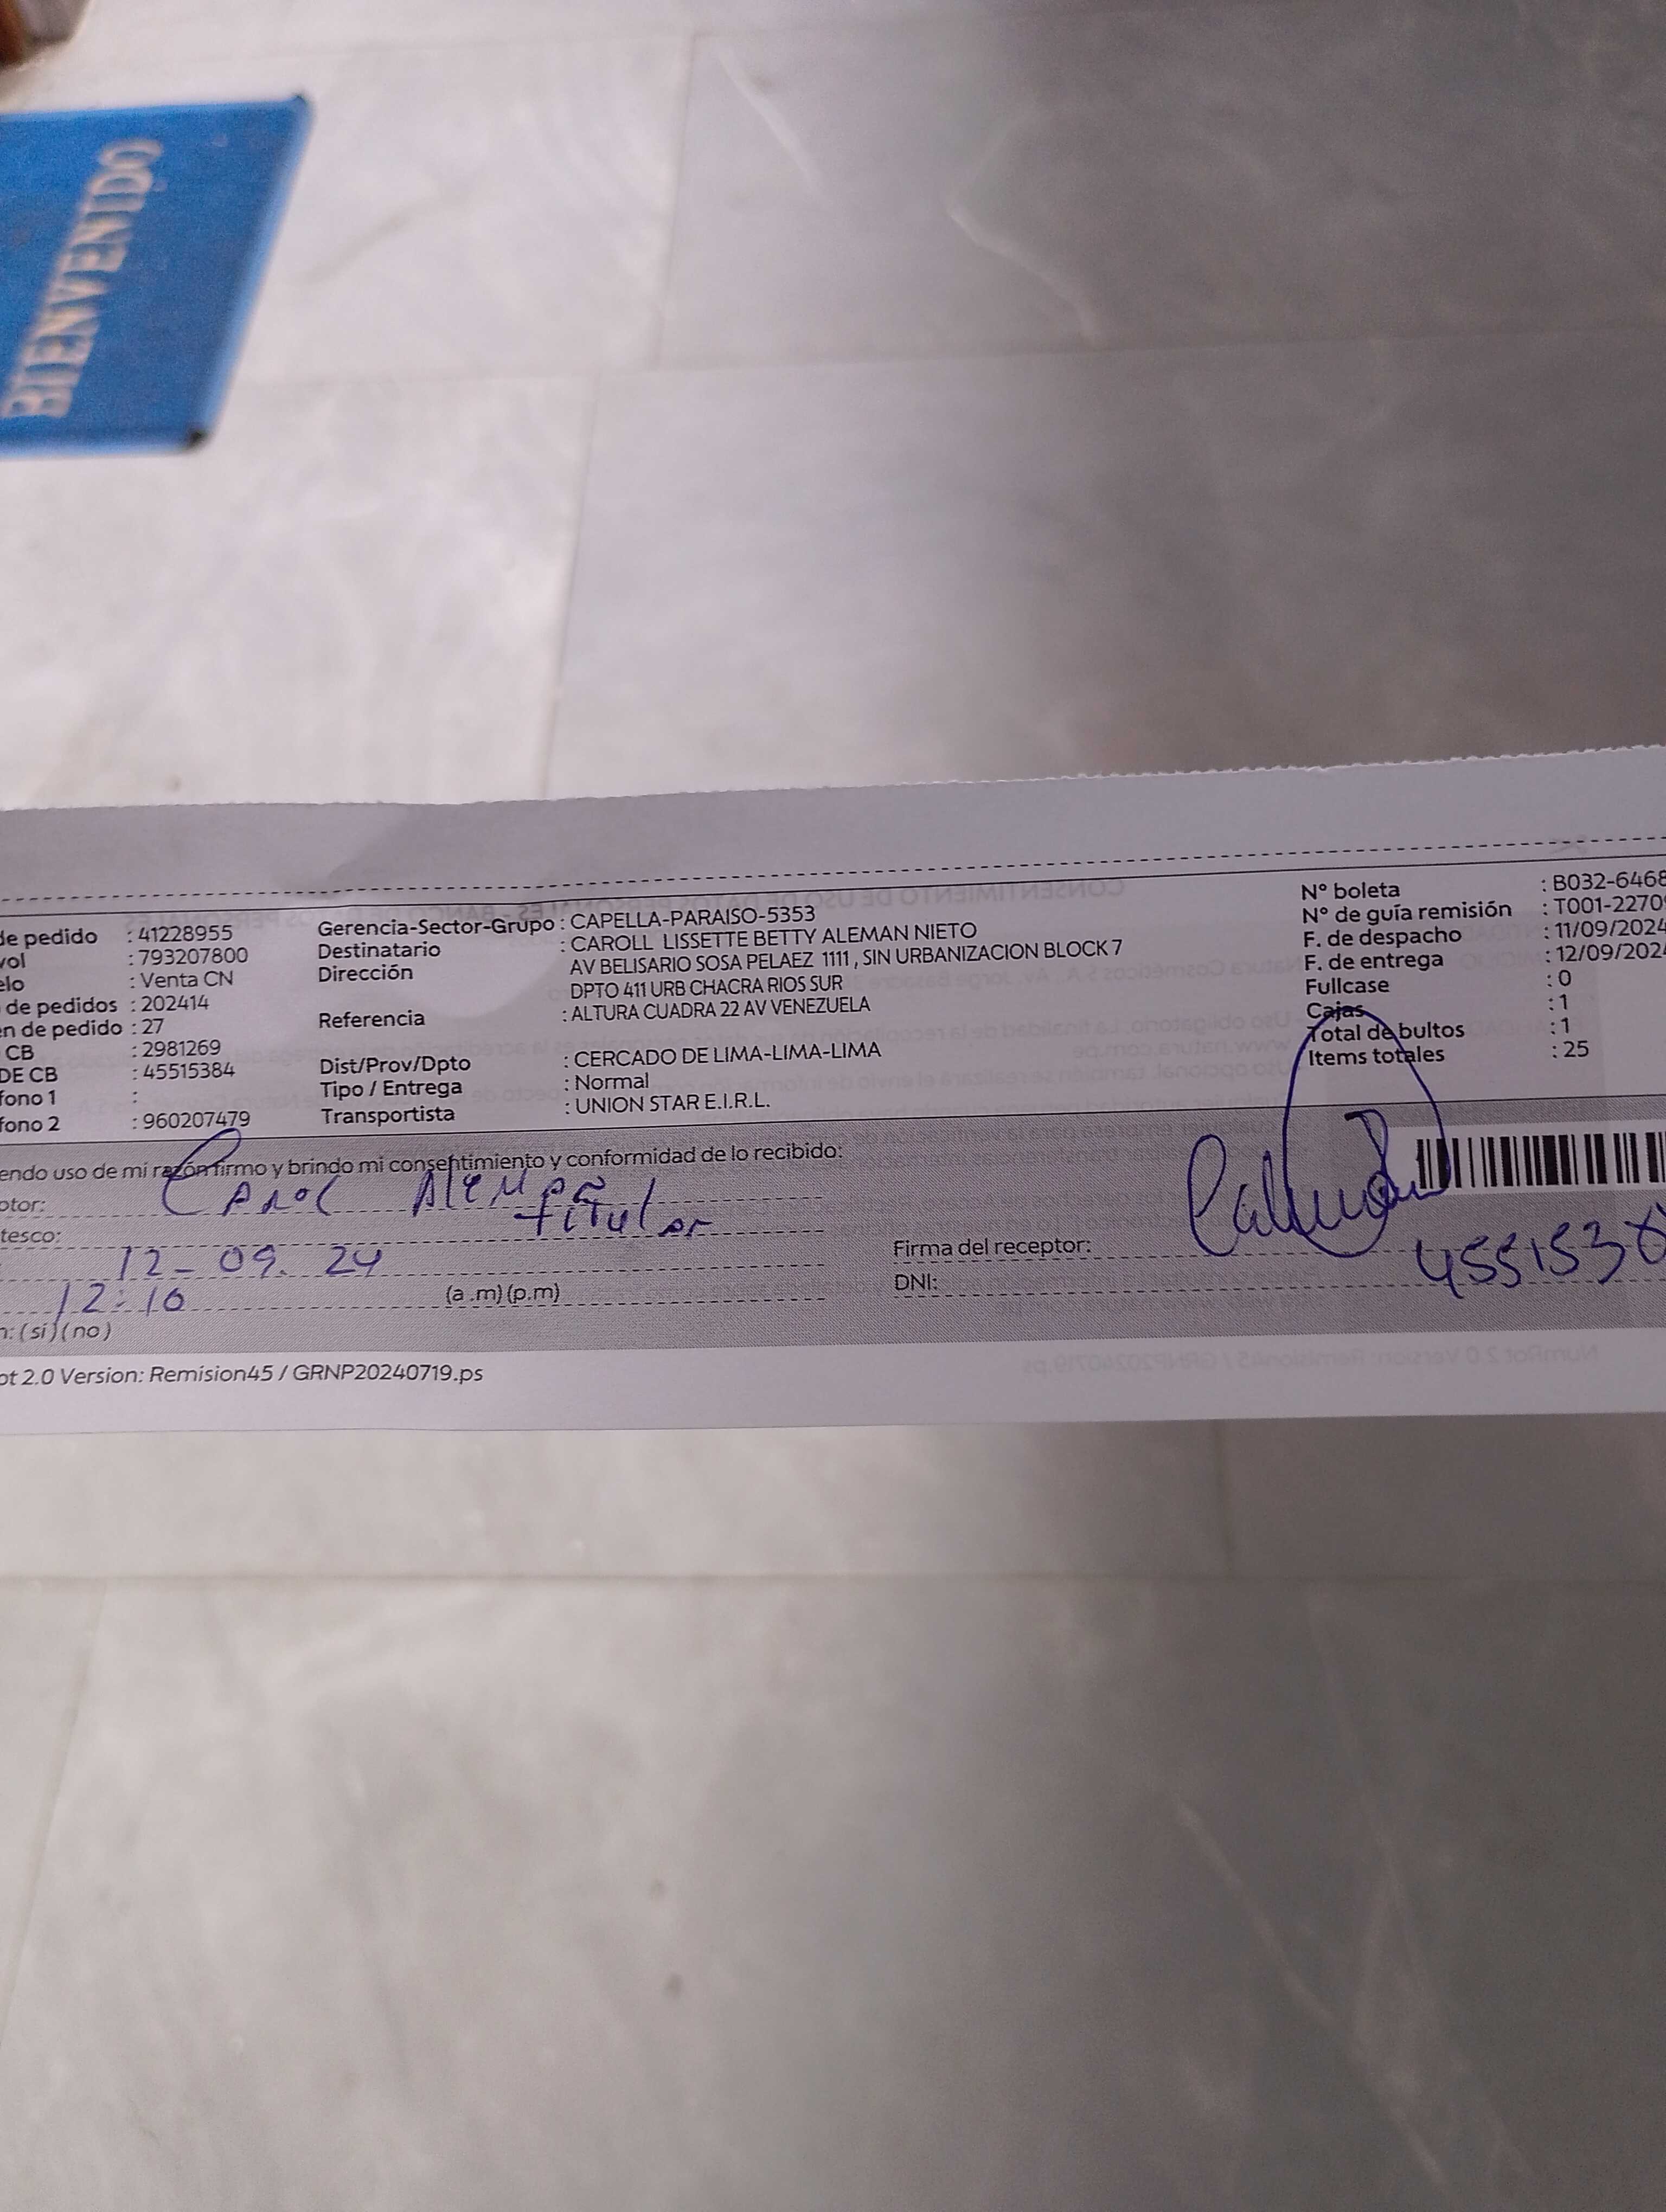 BIENVENIDO
de pedido : 41228955
vol : 793207800
elo : Venta CN
de pedidos : 202414
n de pedido : 27
CB : 2981269
DE CB : 45515384
fono 1 :
fono 2 : 960207479
Gerencia-Sector-Grupo : CAPELLA-PARAISO-5353
Destinatario : CAROLL LISSETTE BETTY ALEMAN NIETO
Dirección AV BELISARIO SOSA PELAEZ 1111 , SIN URBANIZACION BLOCK 7
DPTO 411 URB CHACRA RIOS SUR
Referencia : ALTURA CUADRA 22 AV VENEZUELA
Dist/Prov/Dpto : CERCADO DE LIMA-LIMA-LIMA
Tipo / Entrega : Normal
Transportista : UNION STAR E.I.R.L.
N° boleta : B032-6468
N° de guía remisión : T001-2270
F. de despacho : 11/09/2024
F. de entrega : 12/09/2024
Fullcase : 0
Cajas : 1
Total de bultos : 1
Items totales : 25
endo uso de mi razón firmo y brindo mi consentimiento y conformidad de lo recibido:
ptor: Carol Aleman
tesco: titular
12-09.24
12:10 (a .m) (p.m)
n: (si) (no)
Firma del receptor:
DNI: 4551538
ot 2.0 Version: Remision45 / GRNP20240719.ps